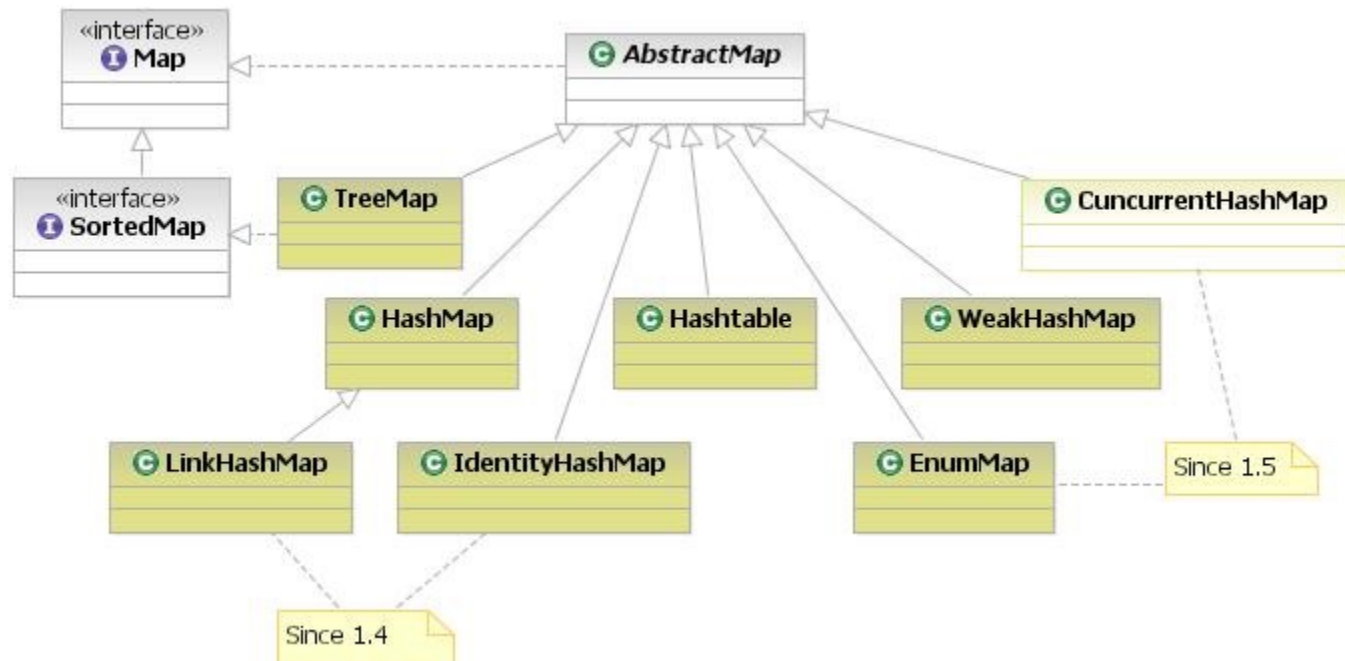 «interface»
I Map
C AbstractMap
«interface»
I SortedMap
C TreeMap
C CuncurrentHashMap
C HashMap
C Hashtable
C WeakHashMap
C LinkHashMap
C IdentityHashMap
C EnumMap
Since 1.5
Since 1.4